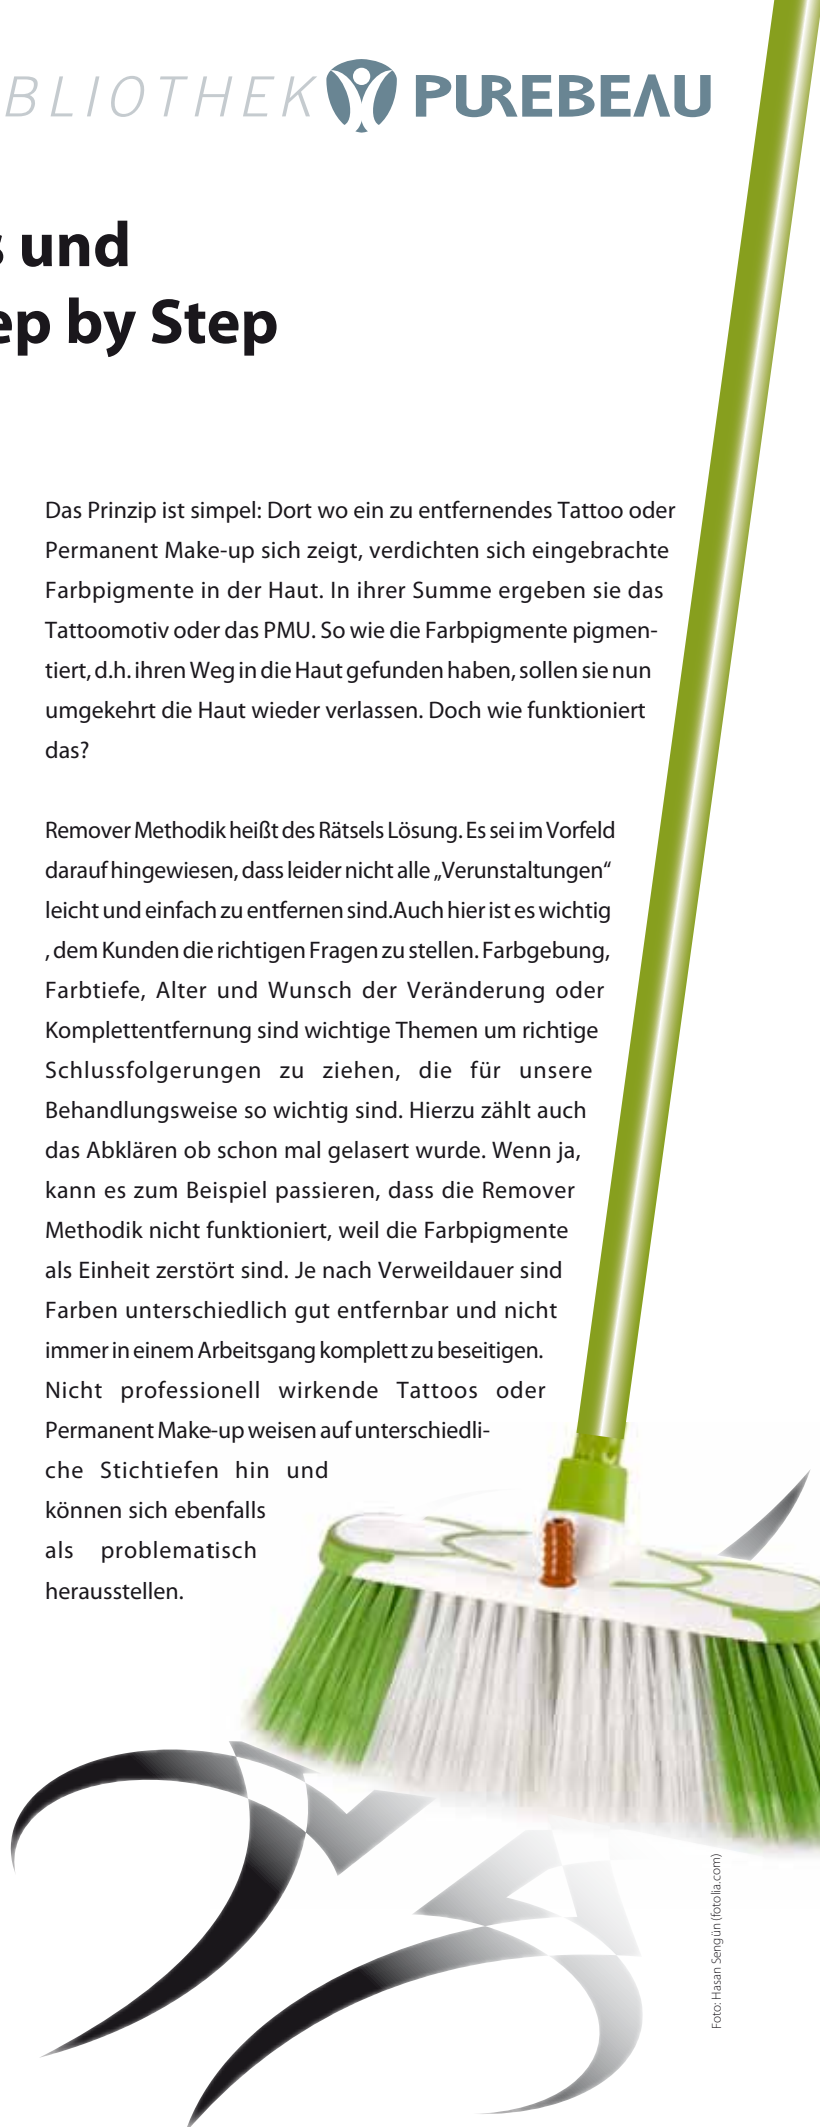 BLIOTHEK PUREBEAU
s und
ep by Step
Das Prinzip ist simpel: Dort wo ein zu entfernendes Tattoo oder
Permanent Make-up sich zeigt, verdichten sich eingebrachte
Farbpigmente in der Haut. In ihrer Summe ergeben sie das
Tattoomotiv oder das PMU. So wie die Farbpigmente pigmen-
tiert, d.h. ihren Weg in die Haut gefunden haben, sollen sie nun
umgekehrt die Haut wieder verlassen. Doch wie funktioniert
das?
Remover Methodik heißt des Rätsels Lösung. Es sei im Vorfeld
darauf hingewiesen, dass leider nicht alle „Verunstaltungen“
leicht und einfach zu entfernen sind.Auch hier ist es wichtig
, dem Kunden die richtigen Fragen zu stellen. Farbgebung,
Farbtiefe, Alter und Wunsch der Veränderung oder
Komplettentfernung sind wichtige Themen um richtige
Schlussfolgerungen zu ziehen, die für unsere
Behandlungsweise so wichtig sind. Hierzu zählt auch
das Abklären ob schon mal gelasert wurde. Wenn ja,
kann es zum Beispiel passieren, dass die Remover
Methodik nicht funktioniert, weil die Farbpigmente
als Einheit zerstört sind. Je nach Verweildauer sind
Farben unterschiedlich gut entfernbar und nicht
immer in einem Arbeitsgang komplett zu beseitigen.
Nicht professionell wirkende Tattoos oder
Permanent Make-up weisen auf unterschiedli-
che Stichtiefen hin und
können sich ebenfalls
als problematisch
herausstellen.
Foto: Hasan Sengün (fotolia.com)